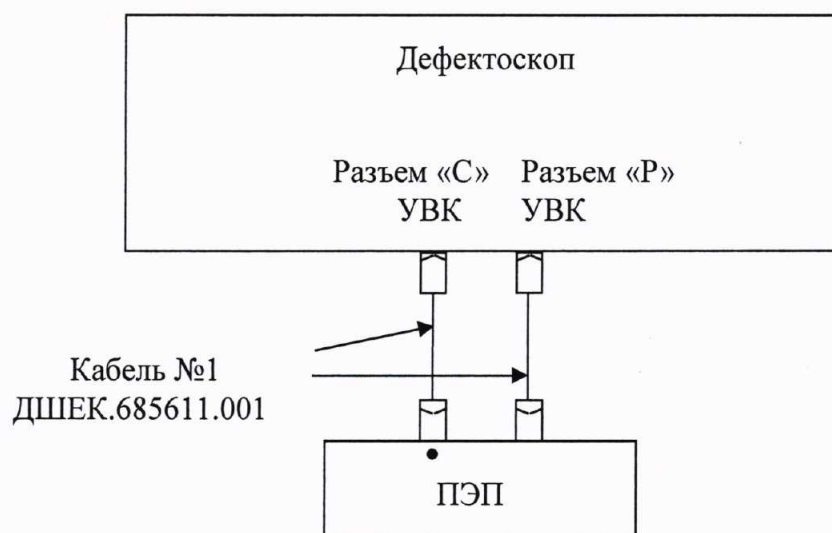 Дефектоскоп
Разъем «С» Разъем «Р»
УВК УВК
Кабель №1
ДШЕК.685611.001
ПЭП